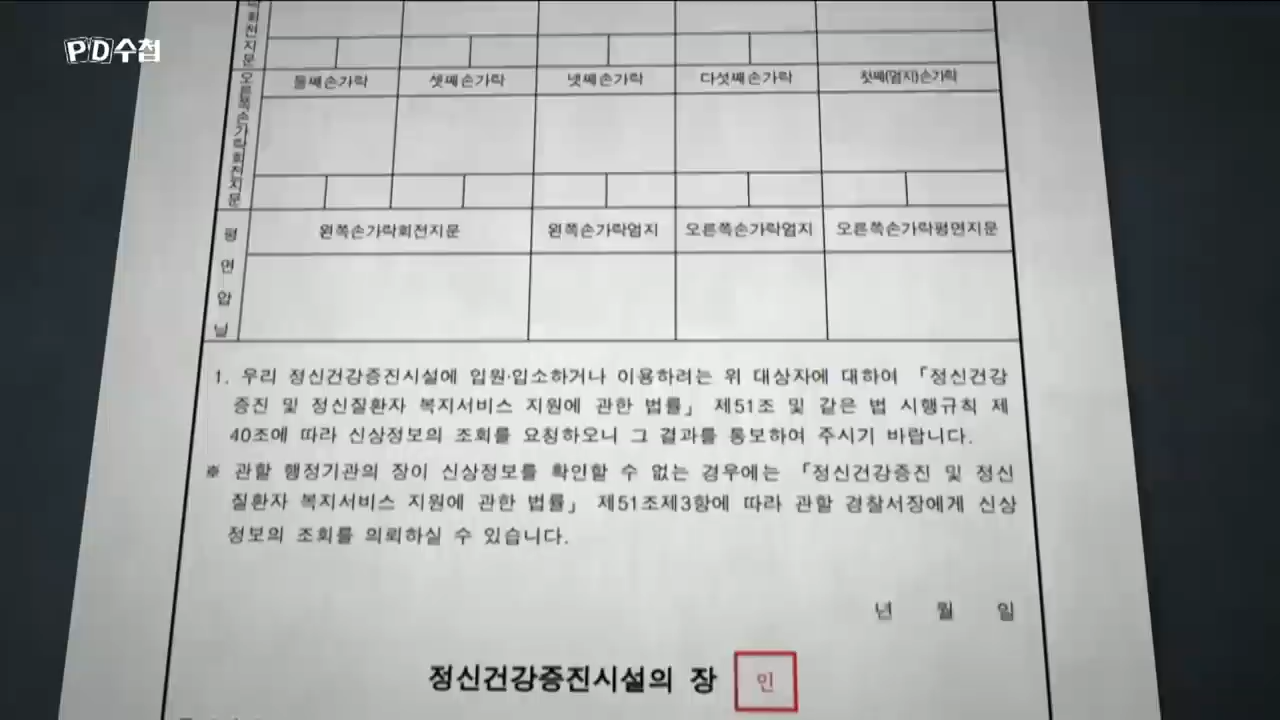 PD수첩
회전지문
둘째손가락 셋째손가락 넷째손가락 다섯째손가락 첫째(엄지)손가락
오른쪽손가락회전지문
평면압날
왼쪽손가락회전지문 왼쪽손가락엄지 오른쪽손가락엄지 오른쪽손가락평면지문
1. 우리 정신건강증진시설에 입원·입소하거나 이용하려는 위 대상자에 대하여 「정신건강
증진 및 정신질환자 복지서비스 지원에 관한 법률」 제51조 및 같은 법 시행규칙 제
40조에 따라 신상정보의 조회를 요청하오니 그 결과를 통보하여 주시기 바랍니다.
※ 관할 행정기관의 장이 신상정보를 확인할 수 없는 경우에는 「정신건강증진 및 정신
질환자 복지서비스 지원에 관한 법률」 제51조제3항에 따라 관할 경찰서장에게 신상
정보의 조회를 의뢰하실 수 있습니다.
년 월 일
정신건강증진시설의 장 인